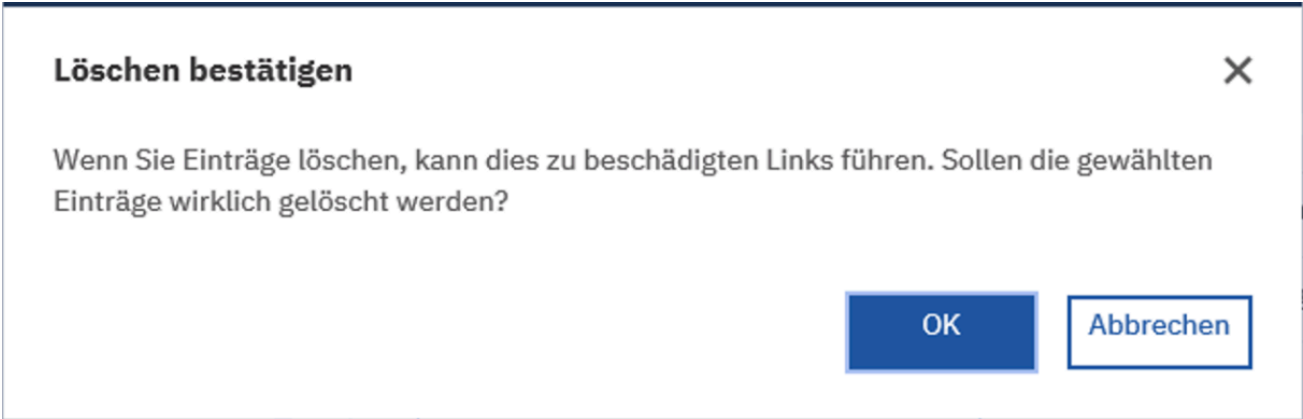 Löschen bestätigen
Wenn Sie Einträge löschen, kann dies zu beschädigten Links führen. Sollen die gewählten
Einträge wirklich gelöscht werden?
OK
Abbrechen